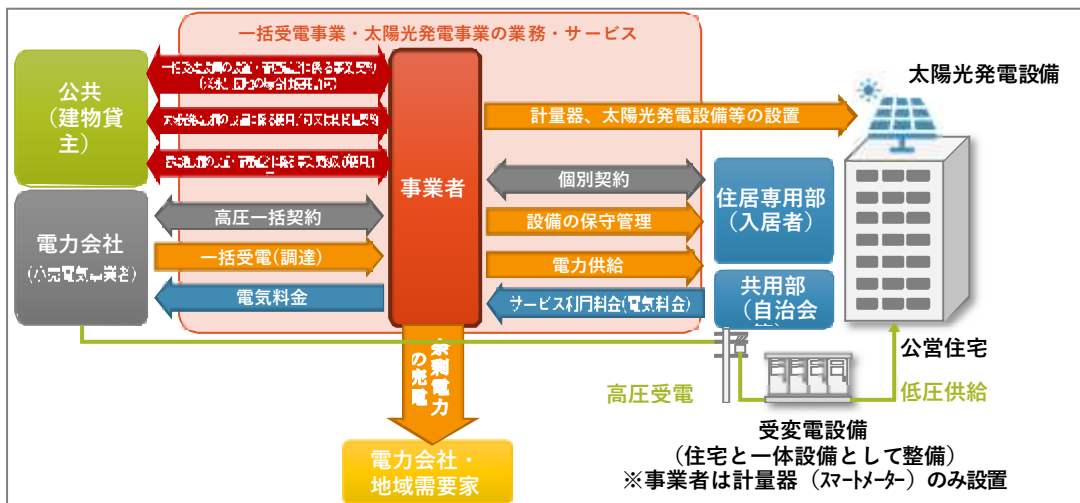 一括受電事業・太陽光発電事業の業務・サービス
公共
（建物貸
主）
電力会社
(小売電気事業者)
事業者
高圧一括契約
一括受電(調達）
電気料金
計量器、太陽光発電設備等の設置
個別契約
設備の保守管理
電力供給
サービス利用料金(電気料金)
住居専用部
（入居者）
共用部
（自治会
太陽光発電設備
公営住宅
余剰電力
の売電
電力会社・
地域需要家
高圧受電
低圧供給
受変電設備
（住宅と一体設備として整備）
※事業者は計量器（ｽﾏｰﾄﾒｰﾀｰ）のみ設置